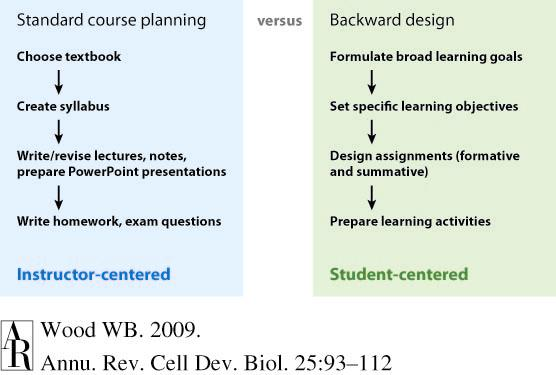 Standard course planning
versus
Backward design
Choose textbook
Create syllabus
Write/revise lectures, notes,
prepare PowerPoint presentations
Write homework, exam questions
Instructor-centered
Formulate broad learning goals
Set specific learning objectives
Design assignments (formative
and summative)
Prepare learning activities
Student-centered
AR
Wood WB. 2009.
Annu. Rev. Cell Dev. Biol. 25:93–112